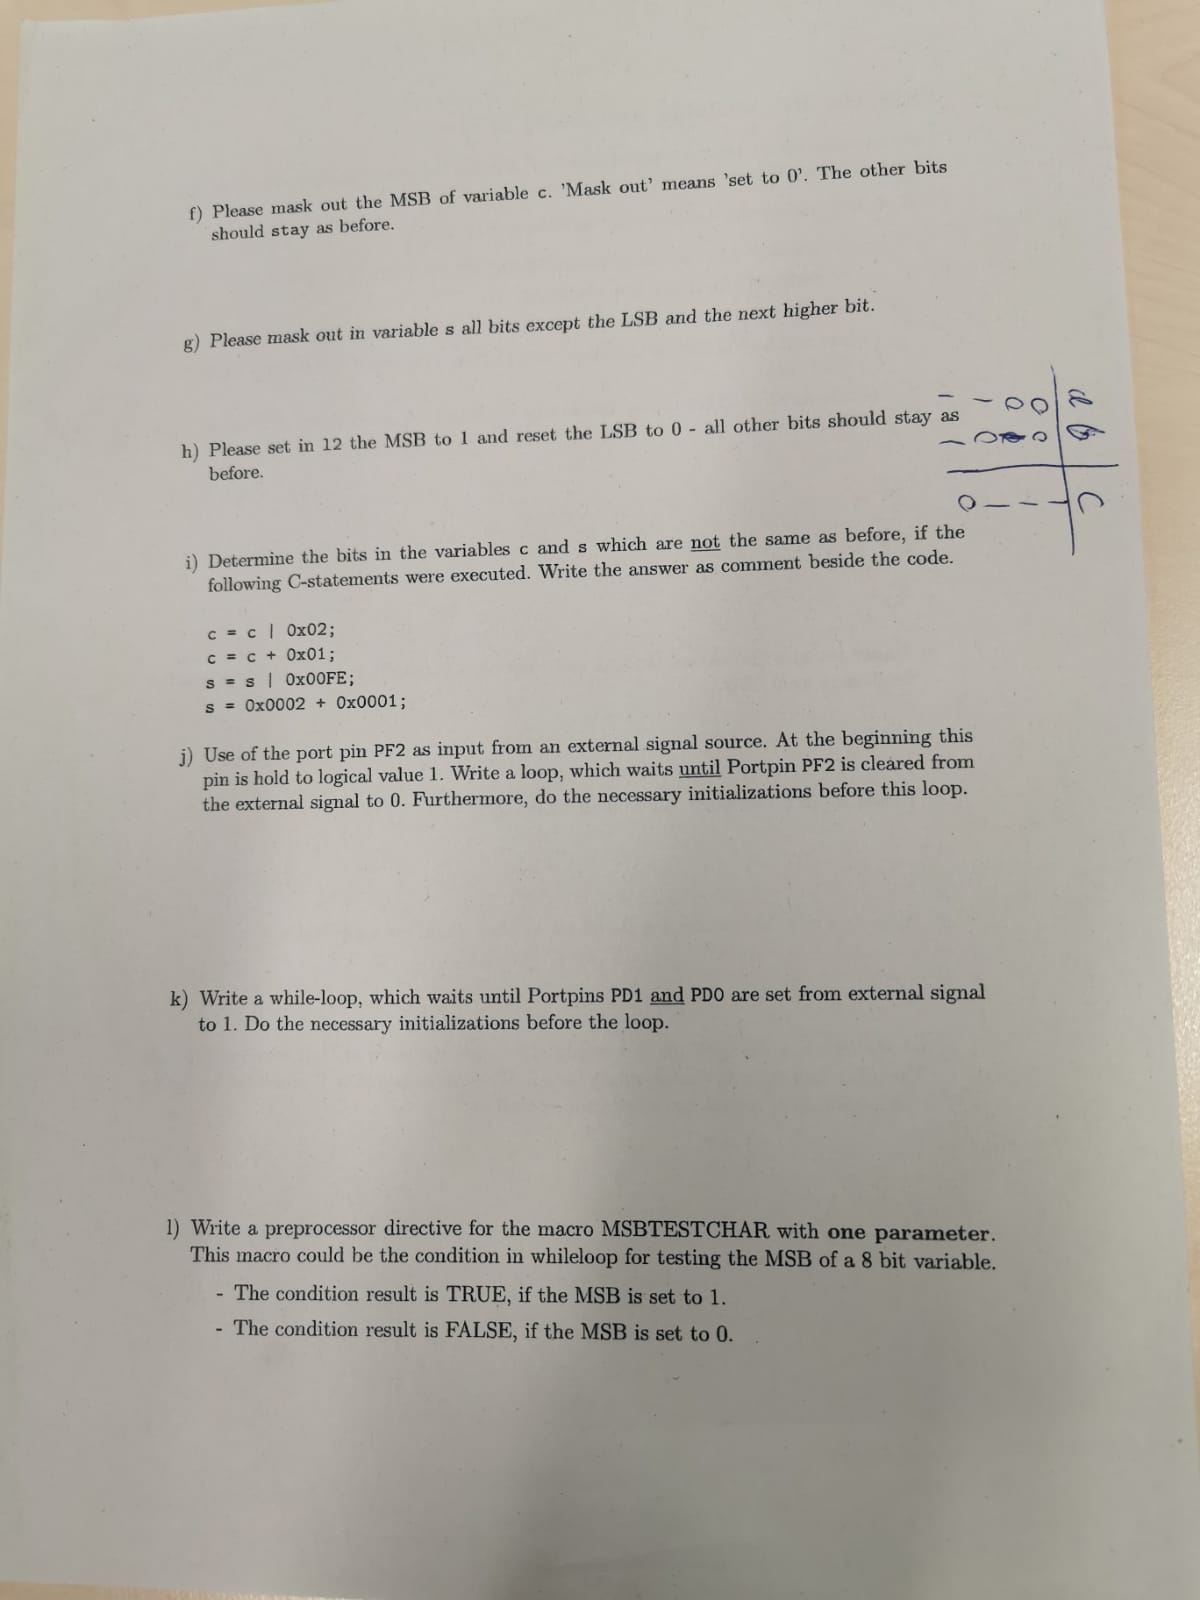 f) Please mask out the MSB of variable c. 'Mask out' means 'set to 0'. The other bits
should stay as before.
g) Please mask out in variable s all bits except the LSB and the next higher bit.
h) Please set in 12 the MSB to 1 and reset the LSB to 0 - all other bits should stay as
before.
i) Determine the bits in the variables c and s which are not the same as before, if the
following C-statements were executed. Write the answer as comment beside the code.
c = c | 0x02;
c = c + 0x01;
s = s | 0x00FE;
s = 0x0002 + 0x0001;
j) Use of the port pin PF2 as input from an external signal source. At the beginning this
pin is hold to logical value 1. Write a loop, which waits until Portpin PF2 is cleared from
the external signal to 0. Furthermore, do the necessary initializations before this loop.
k) Write a while-loop, which waits until Portpins PD1 and PD0 are set from external signal
to 1. Do the necessary initializations before the loop.
l) Write a preprocessor directive for the macro MSBTESTCHAR with one parameter.
This macro could be the condition in whileloop for testing the MSB of a 8 bit variable.
- The condition result is TRUE, if the MSB is set to 1.
- The condition result is FALSE, if the MSB is set to 0.